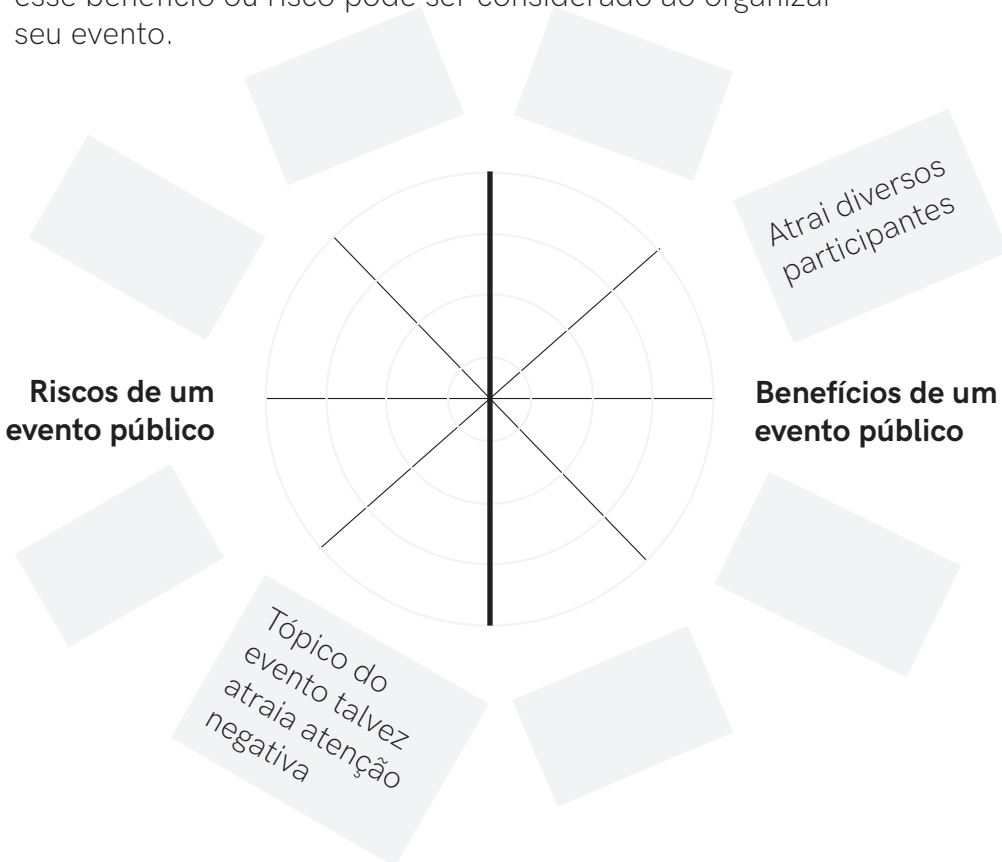 esse benefício ou risco pode ser considerado ao organizar
seu evento.
Atrai diversos
participantes
Riscos de um
evento público
Benefícios de um
evento público
Tópico do
evento talvez
atraia atenção
negativa